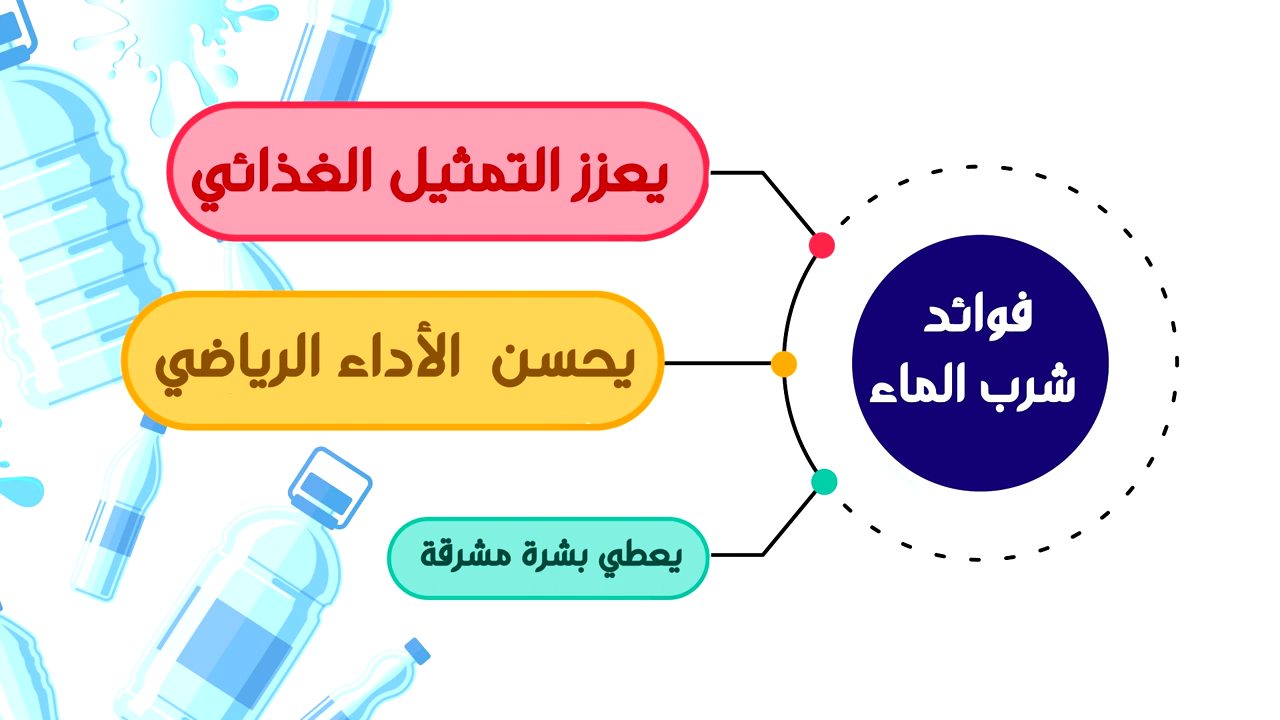 فوائد
شرب الماء
يعزز التمثيل الغذائي
يحسن الأداء الرياضي
يعطي بشرة مشرقة